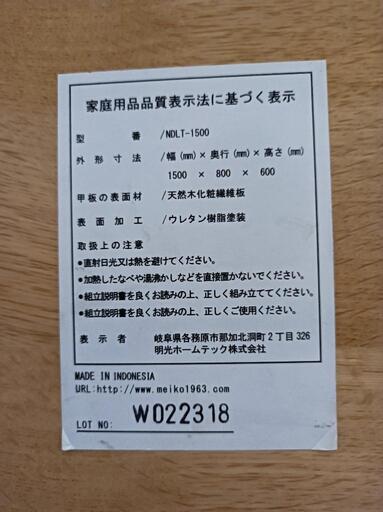 家庭用品品質表示法に基づく表示
型番 /NDLT-1500
外形寸法 /幅(mm)×奥行(mm)×高さ(mm)
1500 × 800 × 600
甲板の表面材 /天然木化粧繊維板
表面加工 /ウレタン樹脂塗装
取扱上の注意
●直射日光又は熱を避けてください。
●加熱したなべや湯沸かしなどを直接置かないでください。
●組立説明書を良くお読みの上、正しく組み立ててください。
●組立説明書を良くお読みの上、正しくご使用ください。
表示者 岐阜県各務原市那加北洞町2丁目326
明光ホームテック株式会社
MADE IN INDONESIA
URL:http://www.meiko1963.com
LOT NO: W022318